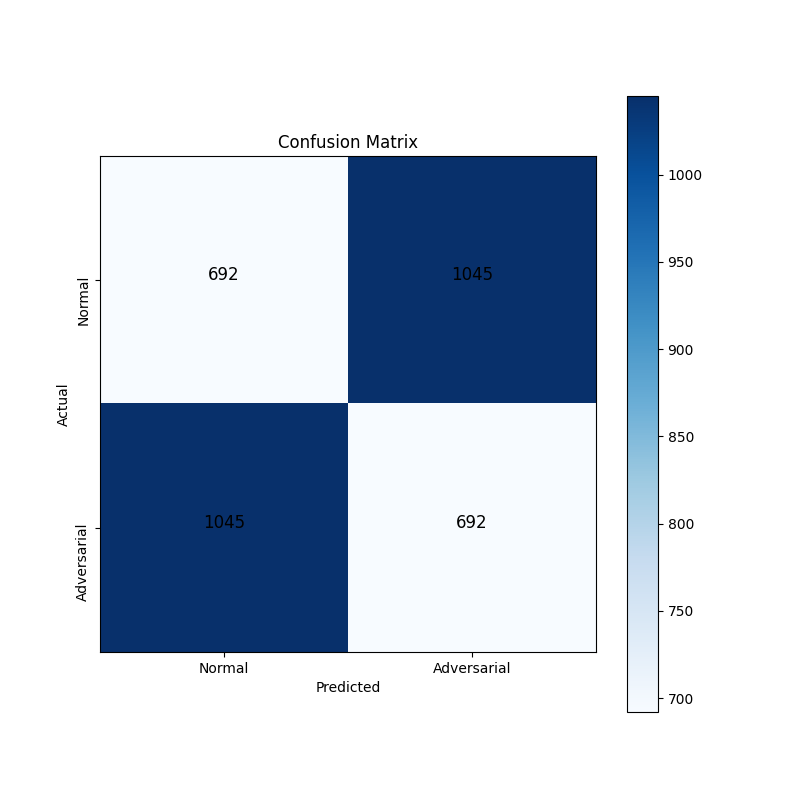 Confusion Matrix
692
1045
1045
692
Normal
Adversarial
Actual
Normal
Adversarial
Predicted
1000
950
900
850
800
750
700